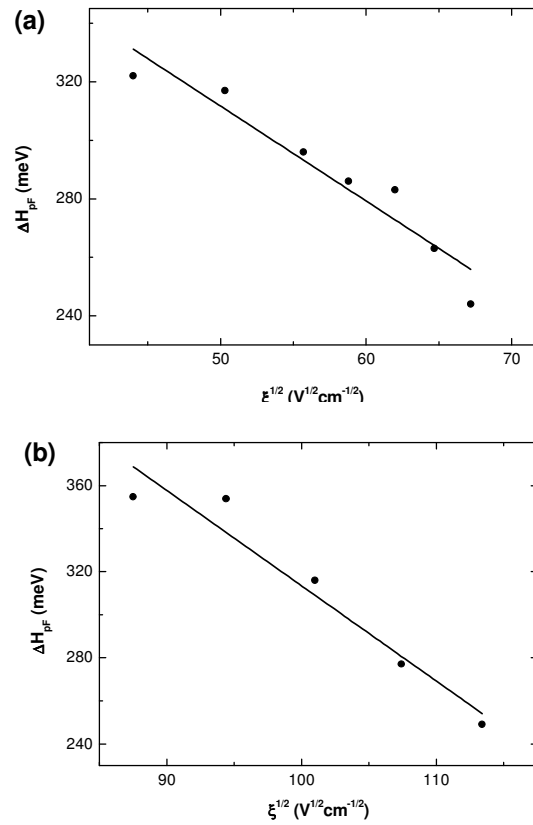 (a)
320
280
240
ΔH_pF (meV)
50 60 70
ξ^1/2 (V^1/2cm^-1/2)
(b)
360
320
280
240
ΔH_pF (meV)
90 100 110
ξ^1/2 (V^1/2cm^-1/2)